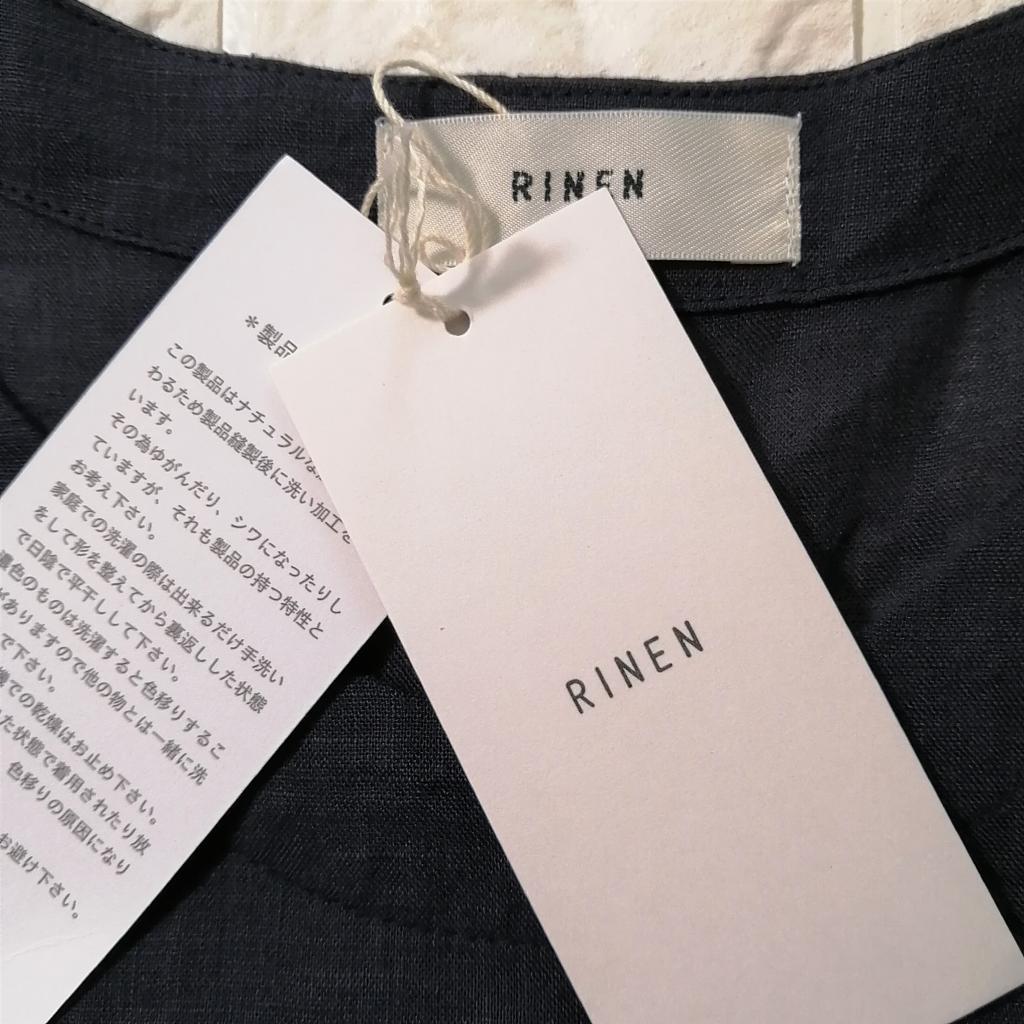 RINEN
RINEN
＊製品
この製品はナチュラルな
わるため製品縫製後に洗い加工を
います。
その為ゆがんだり、シワになったりし
ていますが、それも製品の持つ特性と
お考え下さい。
家庭での洗濯の際は出来るだけ手洗い
をして形を整えてから裏返しした状態
で日陰で平干しして下さい。
濃色のものは洗濯すると色移りするこ
がありますので他の物とは一緒に洗
で下さい。
機での乾燥はお止め下さい。
た状態で着用されたり放
色移りの原因になり
お避け下さい。